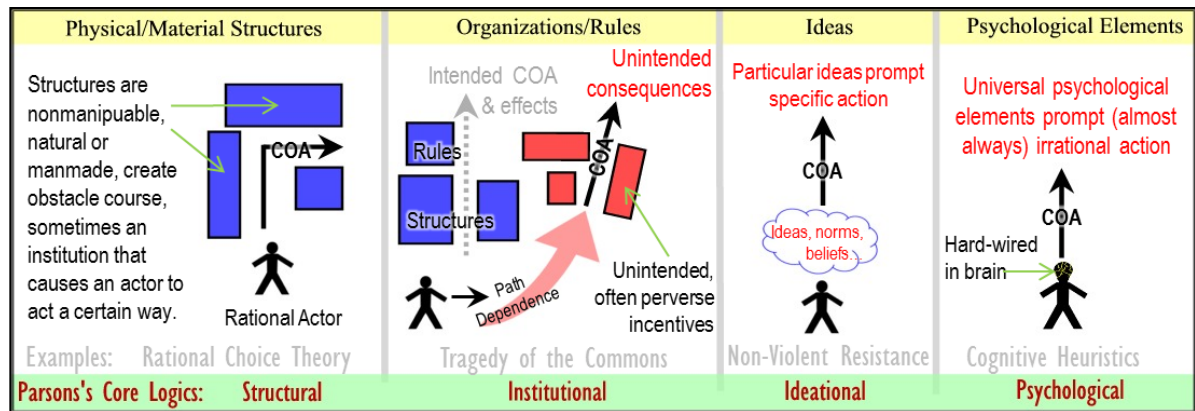 Physical/Material Structures
Structures are
nonmanipuable,
natural or
manmade, create
obstacle course,
sometimes an
institution that
causes an actor to
act a certain way.
COA
Rational Actor
Examples: Rational Choice Theory
Organizations/Rules
Intended COA
& effects
Unintended
consequences
Rules
Structures
COA
Path
Dependence
Unintended,
often perverse
incentives
Tragedy of the Commons
Ideas
Particular ideas prompt
specific action
COA
Ideas, norms,
beliefs...
Non-Violent Resistance
Psychological Elements
Universal psychological
elements prompt (almost
always) irrational action
COA
Hard-wired
in brain
Cognitive Heuristics
Parsons's Core Logics: Structural Institutional Ideational Psychological